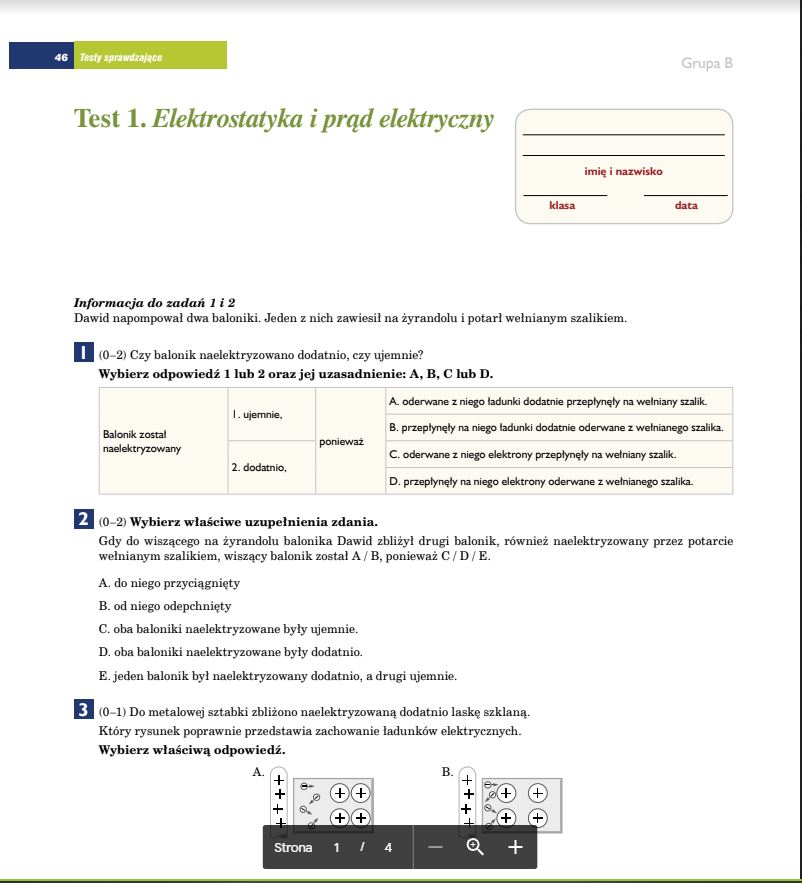 46 Testy sprawdzające
Grupa B
Test 1. Elektrostatyka i prąd elektryczny
imię i nazwisko
klasa data
Informacja do zadań 1 i 2
Dawid napompował dwa baloniki. Jeden z nich zawiesił na żyrandolu i potarł wełnianym szalikiem.
1 (0–2) Czy balonik naelektryzowano dodatnio, czy ujemnie?
Wybierz odpowiedź 1 lub 2 oraz jej uzasadnienie: A, B, C lub D.
Balonik został
naelektryzowany
1. ujemnie,
2. dodatnio,
ponieważ
A. oderwane z niego ładunki dodatnie przepłynęły na wełniany szalik.
B. przepłynęły na niego ładunki dodatnie oderwane z wełnianego szalika.
C. oderwane z niego elektrony przepłynęły na wełniany szalik.
D. przepłynęły na niego elektrony oderwane z wełnianego szalika.
2 (0–2) Wybierz właściwe uzupełnienia zdania.
Gdy do wiszącego na żyrandolu balonika Dawid zbliżył drugi balonik, również naelektryzowany przez potarcie
wełnianym szalikiem, wiszący balonik został A / B, ponieważ C / D / E.
A. do niego przyciągnięty
B. od niego odepchnięty
C. oba baloniki naelektryzowane były ujemnie.
D. oba baloniki naelektryzowane były dodatnio.
E. jeden balonik był naelektryzowany dodatnio, a drugi ujemnie.
3 (0–1) Do metalowej sztabki zbliżono naelektryzowaną dodatnio laskę szklaną.
Który rysunek poprawnie przedstawia zachowanie ładunków elektrycznych.
Wybierz właściwą odpowiedź.
A. B.
Strona 1 / 4